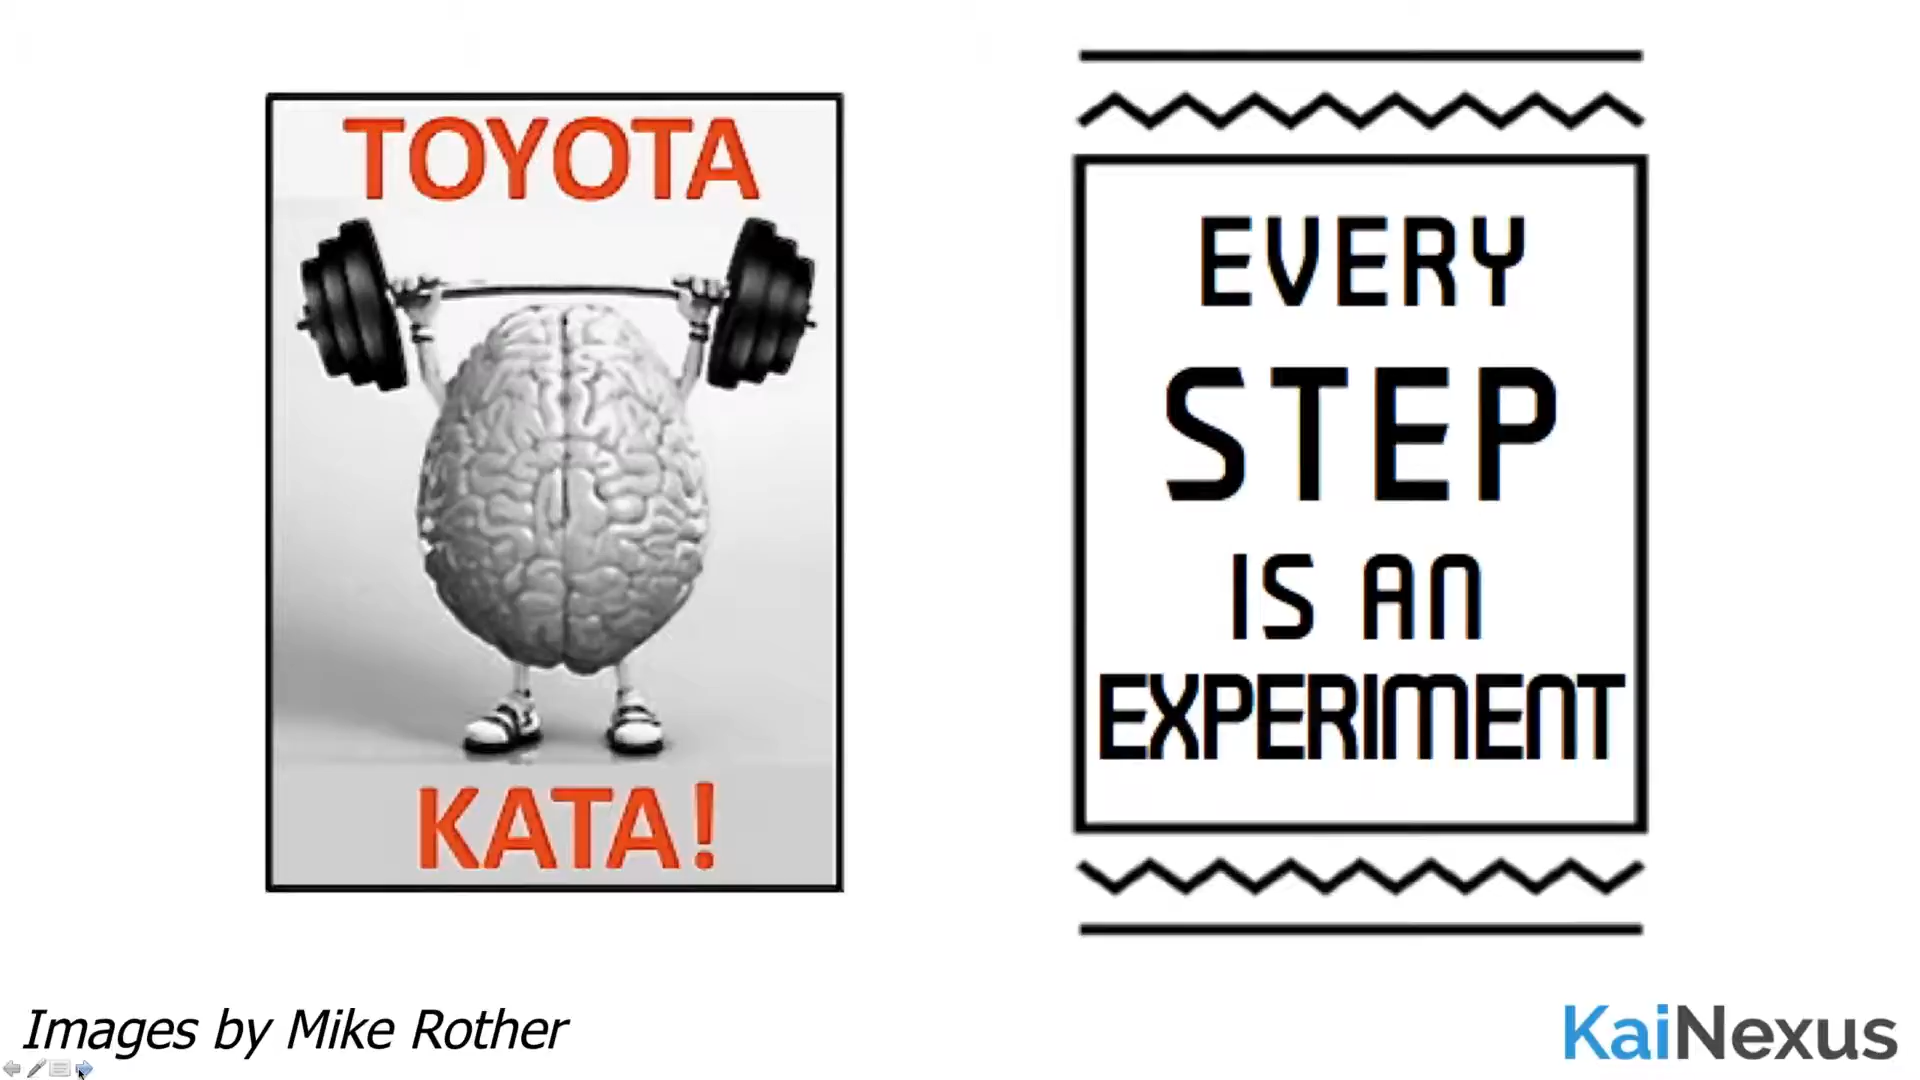 TOYOTA
KATA!
EVERY
STEP
IS AN
EXPERIMENT
Images by Mike Rother
KaiNexus